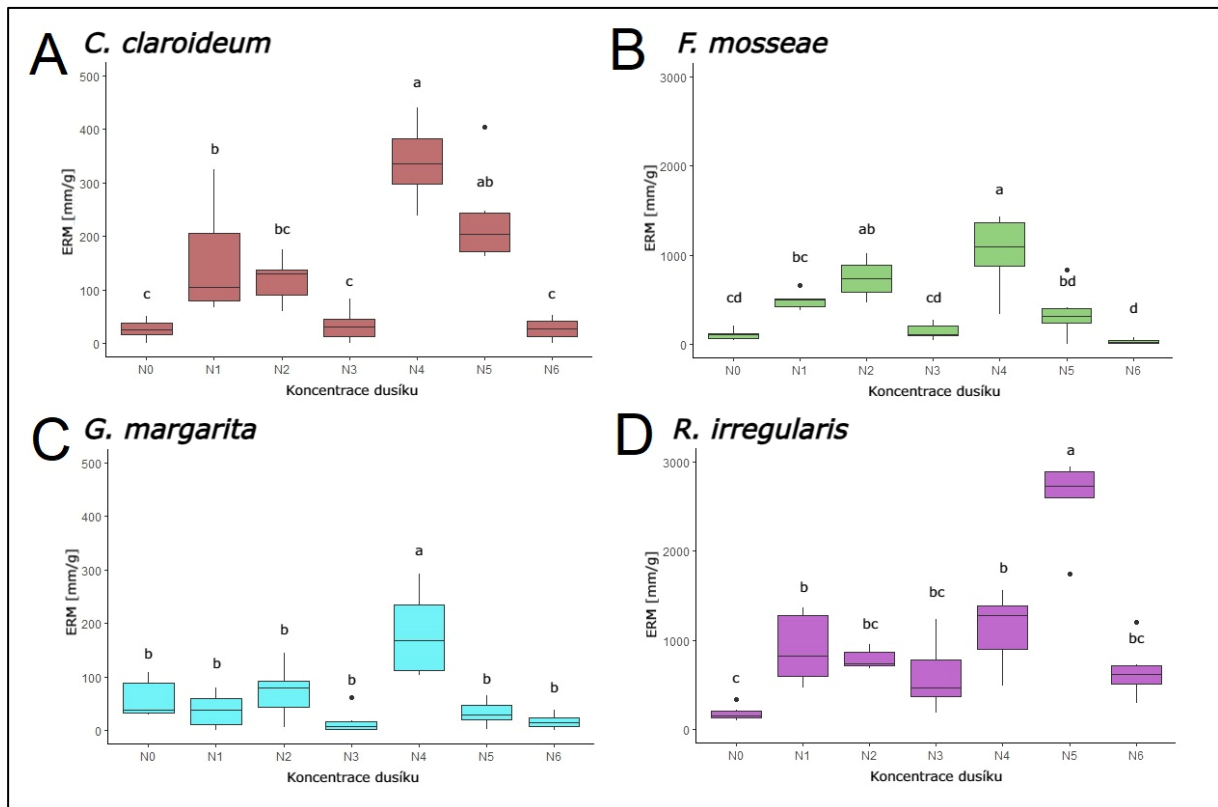 A C. claroideum
500
400
300
200
100
0
ERM [mm/g]
c
b
bc
c
a
ab
c
N0 N1 N2 N3 N4 N5 N6
Koncentrace dusíku
B F. mosseae
3000
2000
1000
0
ERM [mm/g]
cd
bc
ab
cd
a
bd
d
N0 N1 N2 N3 N4 N5 N6
Koncentrace dusíku
C G. margarita
500
400
300
200
100
0
ERM [mm/g]
b
b
b
b
a
b
b
N0 N1 N2 N3 N4 N5 N6
Koncentrace dusíku
D R. irregularis
3000
2000
1000
0
ERM [mm/g]
c
b
bc
bc
b
a
bc
N0 N1 N2 N3 N4 N5 N6
Koncentrace dusíku